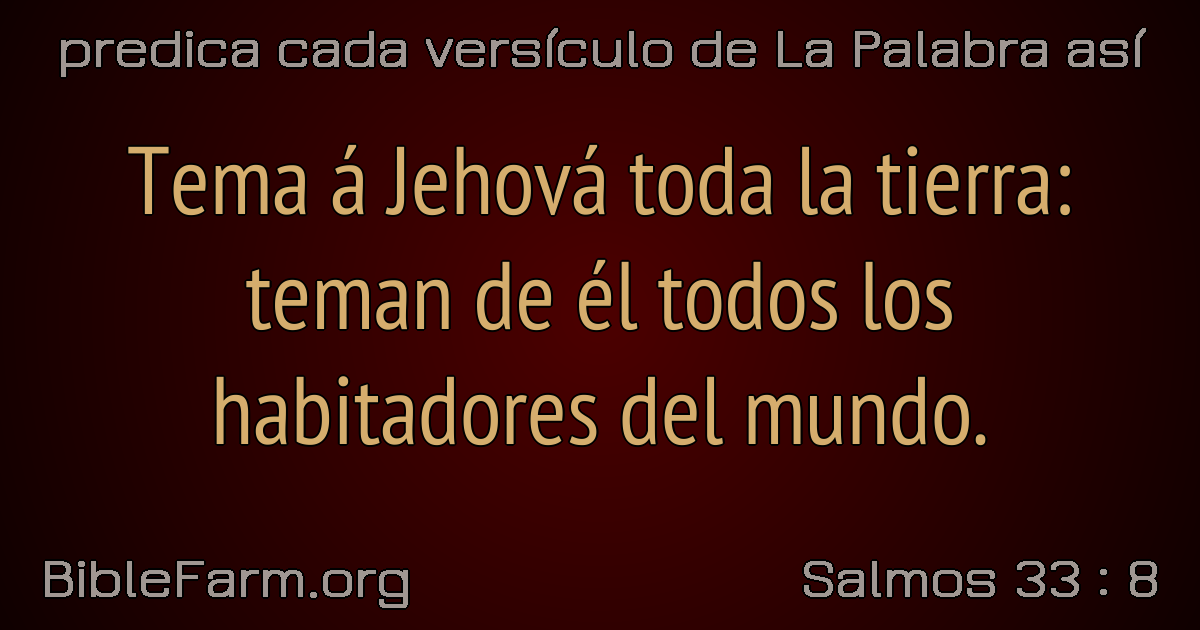 predica cada versículo de La Palabra así
Tema á Jehová toda la tierra:
teman de él todos los
habitadores del mundo.
BibleFarm.org
Salmos 33 : 8